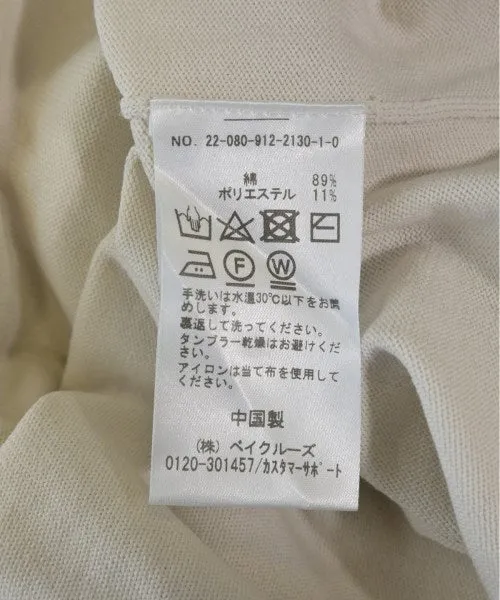 NO. 22-080-912-2130-1-0
綿 89%
ポリエステル 11%
F W
手洗いは水温30℃以下をお薦
めします。
裏返して洗ってください。
タンブラー乾燥はお避けくだ
さい。
アイロンは当て布を使用して
ください。
中国製
(株) ベイクルーズ
0120-301457/カスタマーサポート